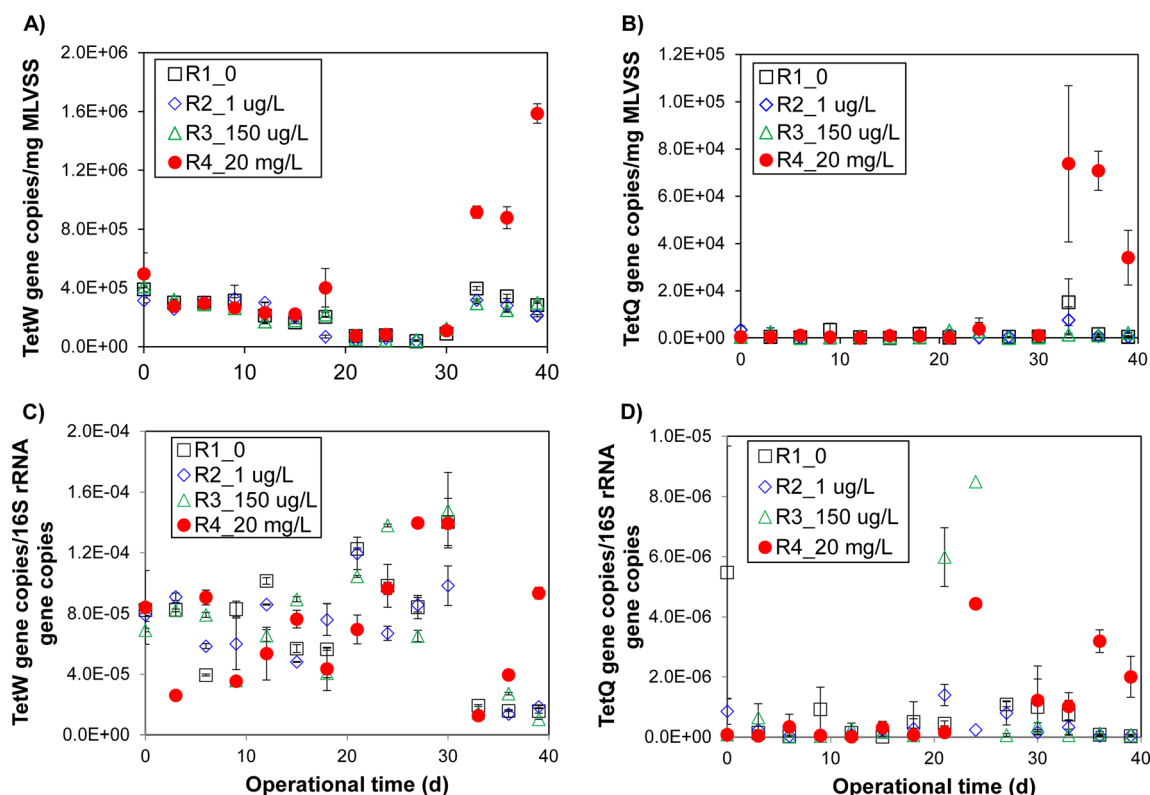 A)
TetW gene copies/mg MLVSS
2.0E+06
1.6E+06
1.2E+06
8.0E+05
4.0E+05
0.0E+00
R1_0
R2_1 ug/L
R3_150 ug/L
R4_20 mg/L
0 10 20 30 40
B)
TetQ gene copies/mg MLVSS
1.2E+05
1.0E+05
8.0E+04
6.0E+04
4.0E+04
2.0E+04
0.0E+00
R1_0
R2_1 ug/L
R3_150 ug/L
R4_20 mg/L
0 10 20 30 40
C)
TetW gene copies/16S rRNA
gene copies
2.0E-04
1.6E-04
1.2E-04
8.0E-05
4.0E-05
0.0E+00
R1_0
R2_1 ug/L
R3_150 ug/L
R4_20 mg/L
0 10 20 30 40
Operational time (d)
D)
TetQ gene copies/16S rRNA
gene copies
1.0E-05
8.0E-06
6.0E-06
4.0E-06
2.0E-06
0.0E+00
R1_0
R2_1 ug/L
R3_150 ug/L
R4_20 mg/L
0 10 20 30 40
Operational time (d)